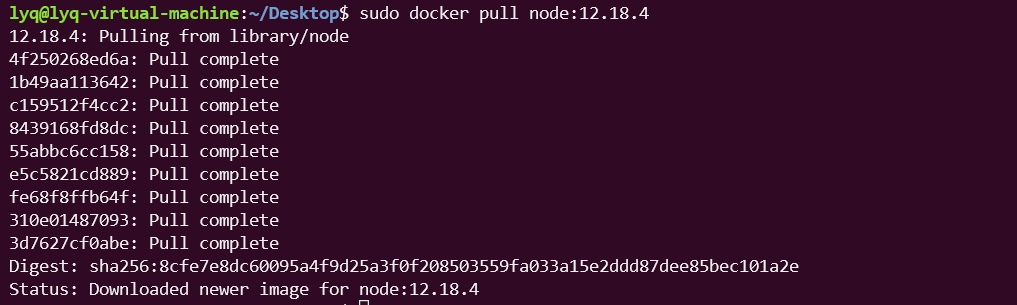 lyq@lyq-virtual-machine:~/Desktop$ sudo docker pull node:12.18.4
12.18.4: Pulling from library/node
4f250268ed6a: Pull complete
1b49aa113642: Pull complete
c159512f4cc2: Pull complete
8439168fd8dc: Pull complete
55abbc6cc158: Pull complete
e5c5821cd889: Pull complete
fe68f8ffb64f: Pull complete
310e01487093: Pull complete
3d7627cf0abe: Pull complete
Digest: sha256:8cfe7e8dc60095a4f9d25a3f0f208503559fa033a15e2ddd87dee85bec101a2e
Status: Downloaded newer image for node:12.18.4